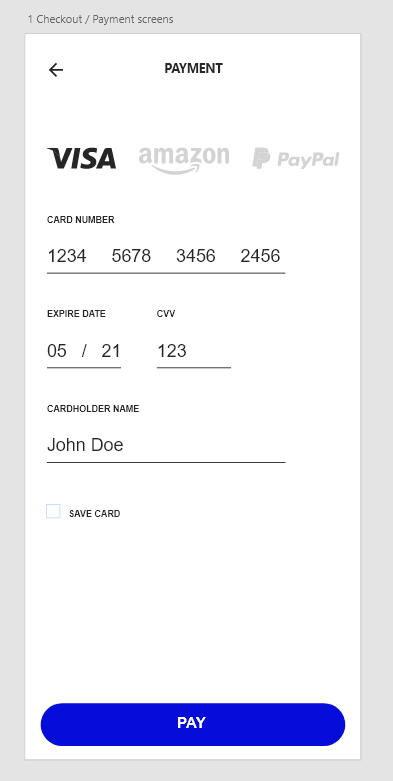 1 Checkout / Payment screens
PAYMENT
VISA amazon PayPal
CARD NUMBER
1234 5678 3456 2456
EXPIRE DATE CVV
05 / 21 123
CARDHOLDER NAME
John Doe
SAVE CARD
PAY